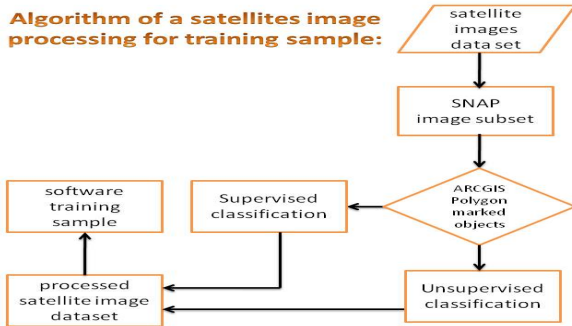 Algorithm of a satellites image
processing for training sample:
satellite
images
data set
SNAP
image subset
ARCGIS
Polygon
marked
objects
Supervised
classification
software
training
sample
Unsupervised
classification
processed
satellite image
dataset